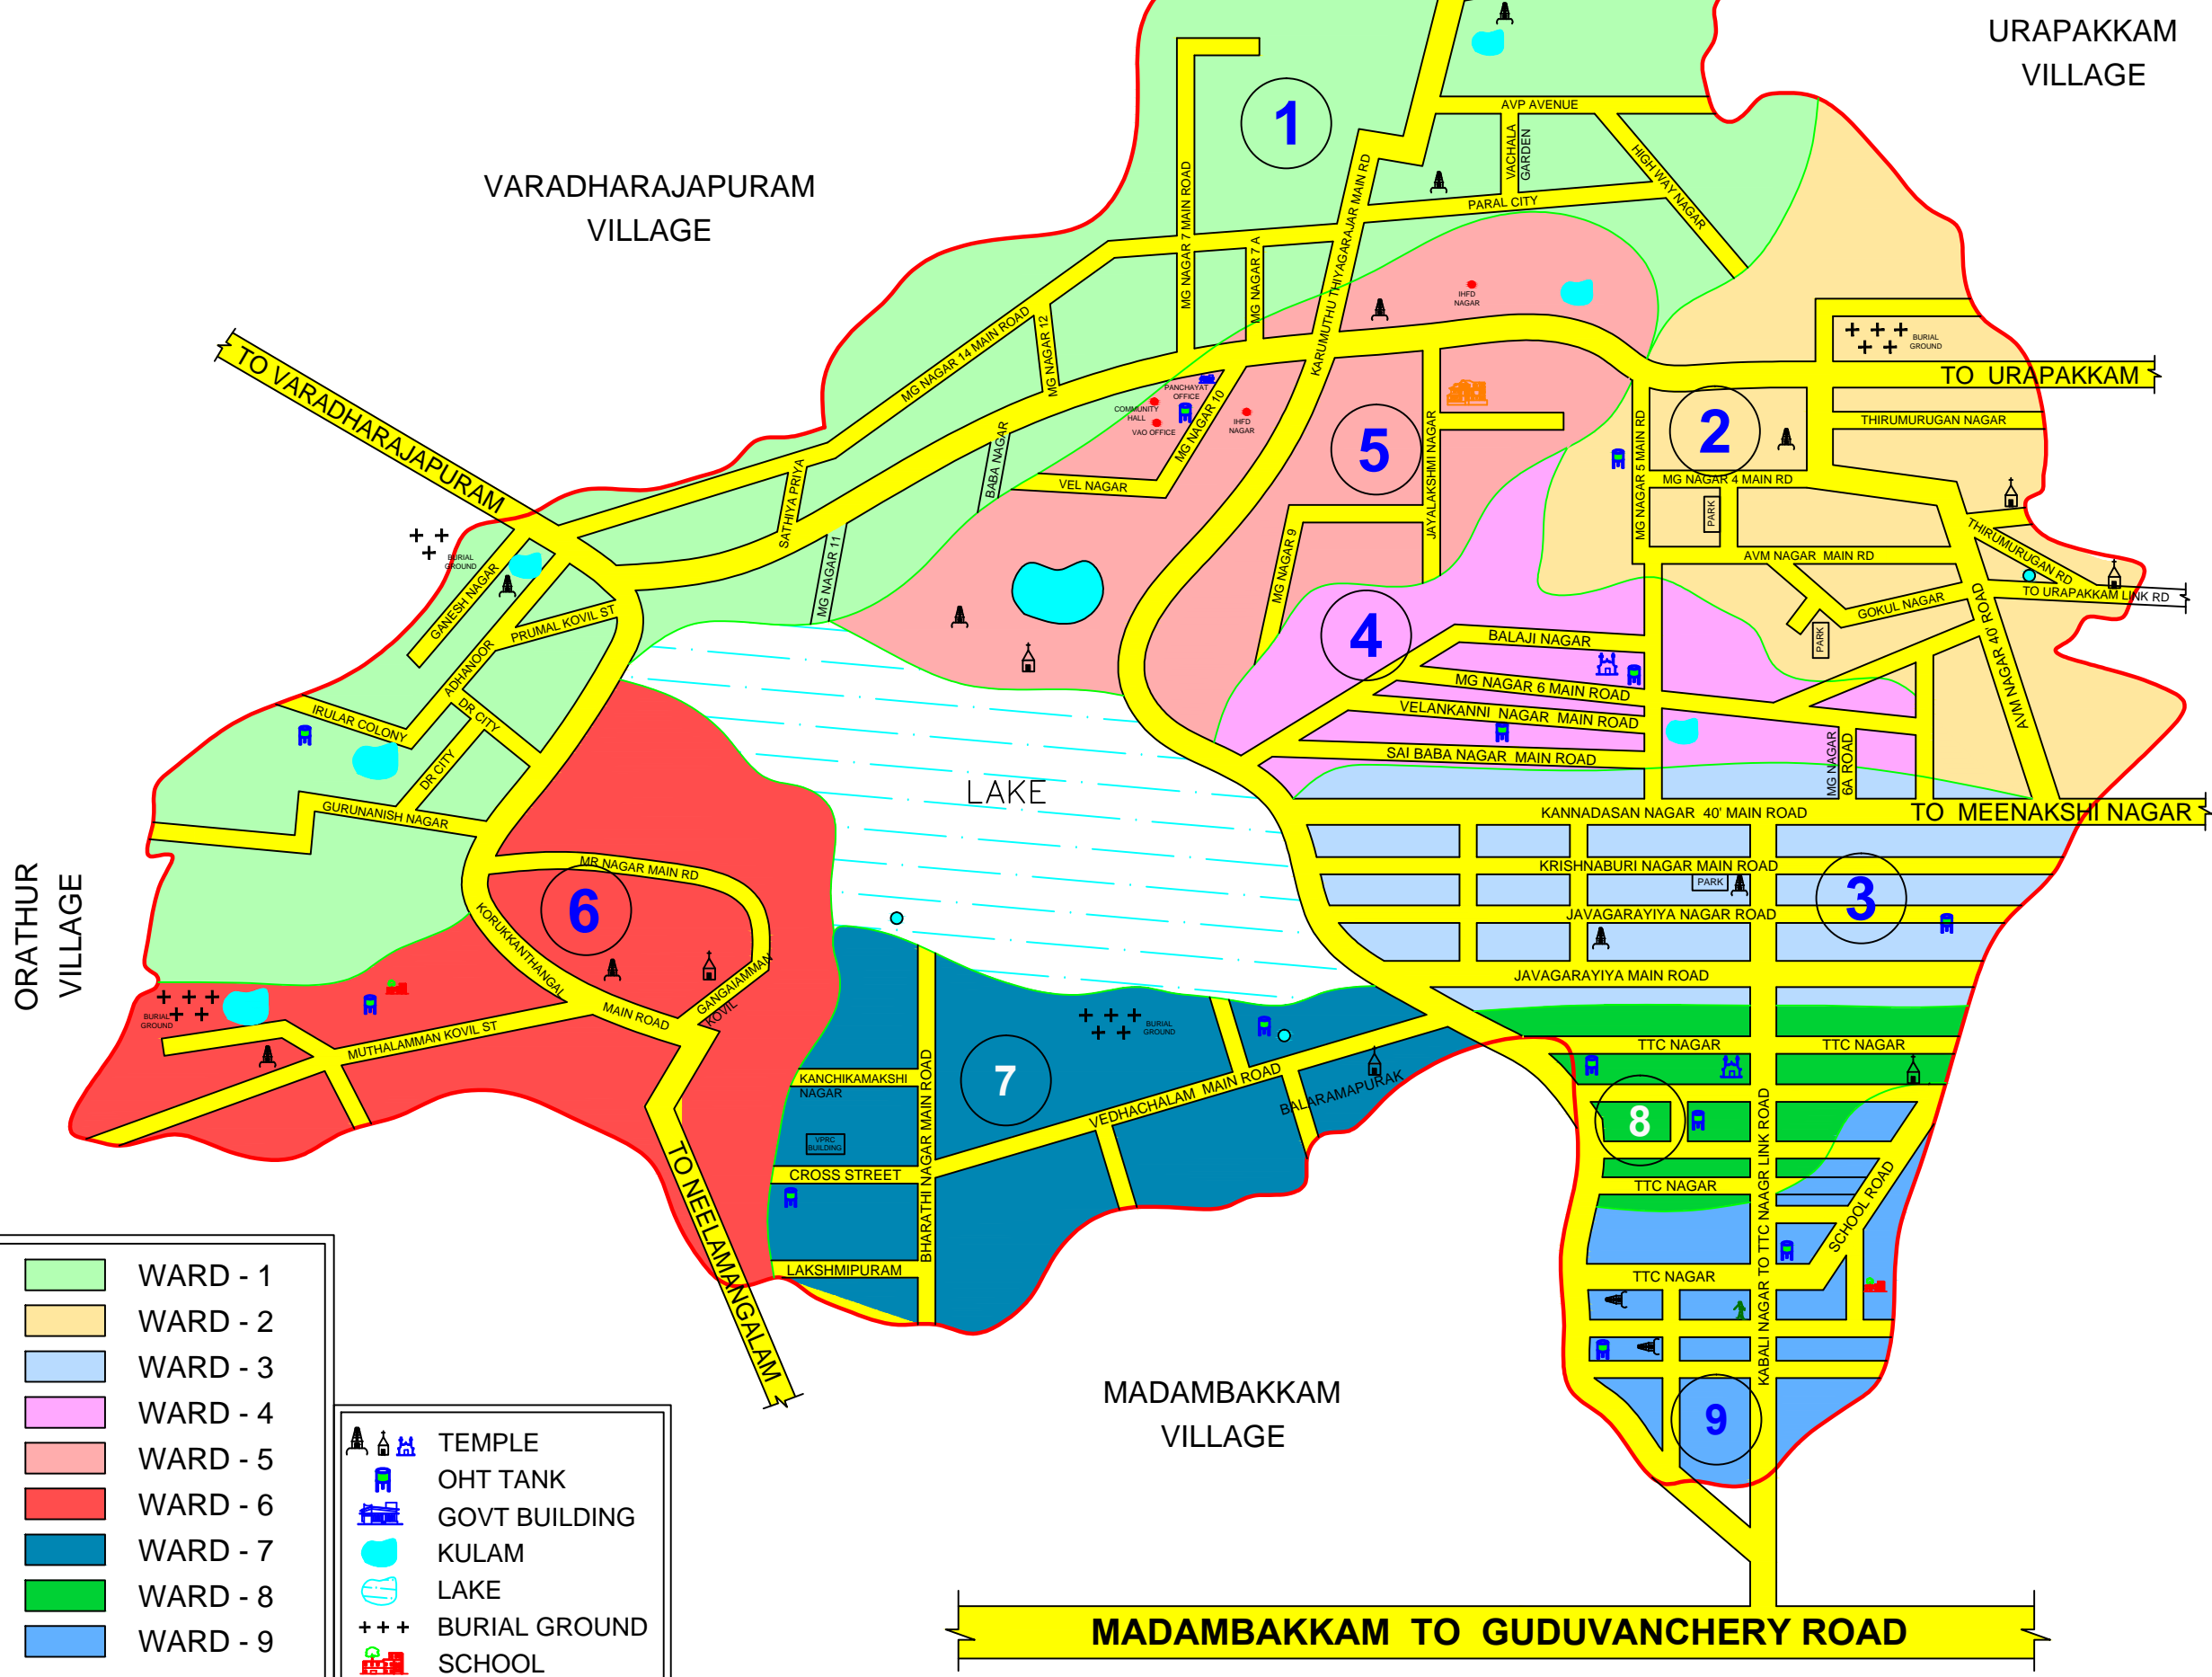 URAPAKKAM
VILLAGE
VARADHARAJAPURAM
VILLAGE
1
AVP AVENUE
VACHALA
GARDEN
HIGH WAY NAGAR
PARAL CITY
MG NAGAR 7 MAIN ROAD
MG NAGAR 7 A
KARUMUTHU THIYAGARAJAR MAIN RD
MG NAGAR 14 MAIN ROAD
MG NAGAR 12
IHFD
NAGAR
BURIAL
GROUND
TO URAPAKKAM
TO VARADHARAJAPURAM
PANCHAYAT
OFFICE
COMMUNITY
HALL
VAO OFFICE
MG NAGAR 10
IHFD
NAGAR
5
JAYALAKSHMI NAGAR
MG NAGAR 5 MAIN RD
2
THIRUMURUGAN NAGAR
MG NAGAR 4 MAIN RD
PARK
BABA NAGAR
VEL NAGAR
SATHIYA PRIYA
MG NAGAR 11
MG NAGAR 9
AVM NAGAR MAIN RD
THIRUMURUGAN RD
TO URAPAKKAM LINK RD
GOKUL NAGAR
PARK
AVM NAGAR 40' ROAD
BURIAL
GROUND
GANESH NAGAR
PRUMAL KOVIL ST
ADHANOOR
IRULAR COLONY
DR CITY
DR CITY
GURUNANISH NAGAR
4
BALAJI NAGAR
MG NAGAR 6 MAIN ROAD
VELANKANNI NAGAR MAIN ROAD
SAI BABA NAGAR MAIN ROAD
MG NAGAR
6A ROAD
LAKE
KANNADASAN NAGAR 40' MAIN ROAD
TO MEENAKSHI NAGAR
KRISHNABURI NAGAR MAIN ROAD
PARK
3
JAVAGARAYIYA NAGAR ROAD
JAVAGARAYIYA MAIN ROAD
ORATHUR
VILLAGE
MR NAGAR MAIN RD
6
KORUKKANTHANGAL
MAIN ROAD
GANGAIAMMAN
KOVIL
BURIAL
GROUND
MUTHALAMMAN KOVIL ST
TO NEELAMANGALAM
BURIAL
GROUND
7
KANCHIKAMAKSHI
NAGAR
BHARATHI NAGAR MAIN ROAD
VEDHACHALAM MAIN ROAD
BALARAMAPURAK
VPRC
BUILDING
CROSS STREET
LAKSHMIPURAM
TTC NAGAR
TTC NAGAR
8
TTC NAGAR
KABALI NAGAR TO TTC NAAGR LINK ROAD
SCHOOL ROAD
TTC NAGAR
9
MADAMBAKKAM
VILLAGE
MADAMBAKKAM TO GUDUVANCHERY ROAD
WARD - 1
WARD - 2
WARD - 3
WARD - 4
WARD - 5
WARD - 6
WARD - 7
WARD - 8
WARD - 9
TEMPLE
OHT TANK
GOVT BUILDING
KULAM
LAKE
BURIAL GROUND
SCHOOL